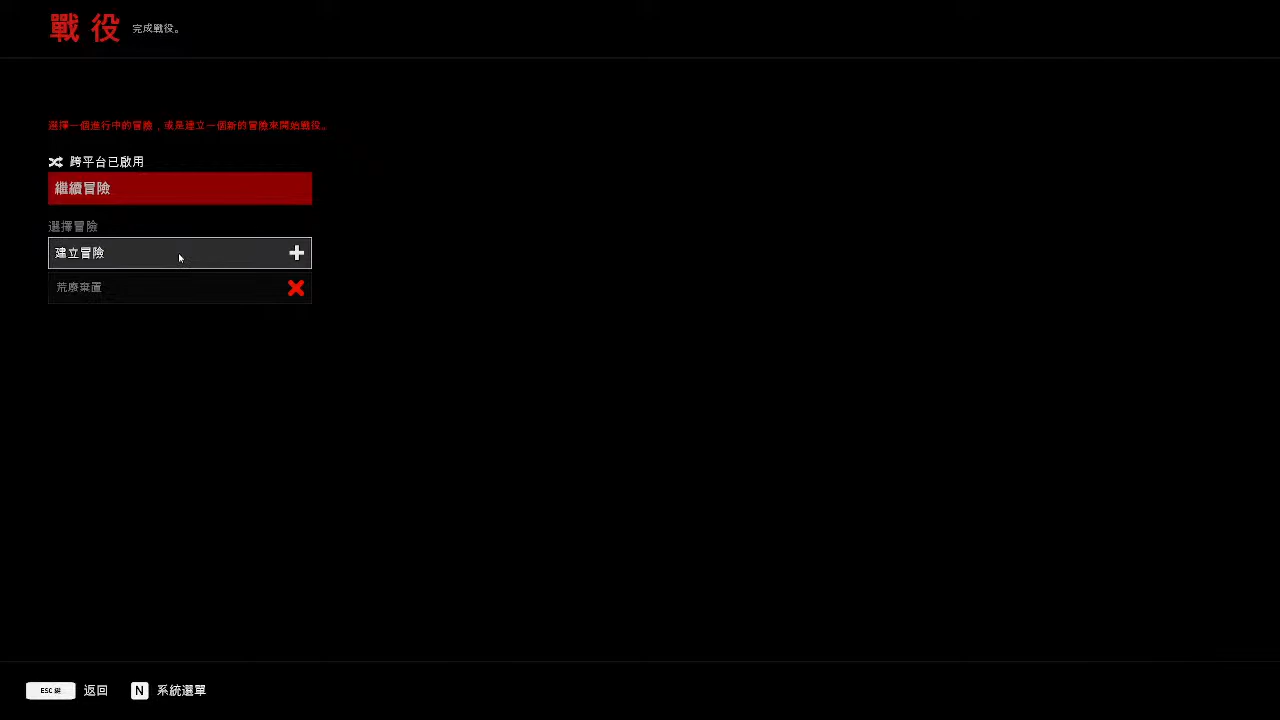 戰役 完成戰役。
選擇一個進行中的冒險，或是建立一個新的冒險來開始戰役。
跨平台已啟用
繼續冒險
選擇冒險
建立冒險
荒廢棄置
ESC 鍵 返回 N 系統選單